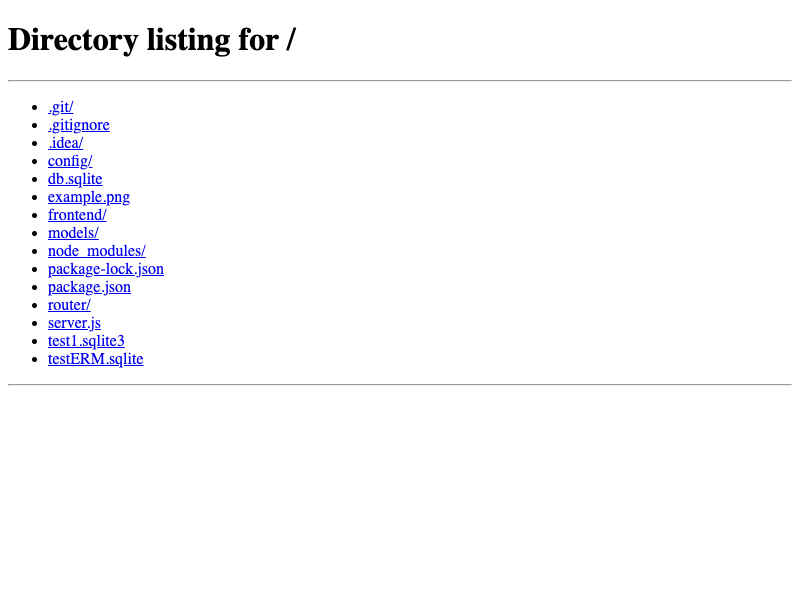 Directory listing for /
.git/
.gitignore
.idea/
config/
db.sqlite
example.png
frontend/
models/
node_modules/
package-lock.json
package.json
router/
server.js
test1.sqlite3
testERM.sqlite